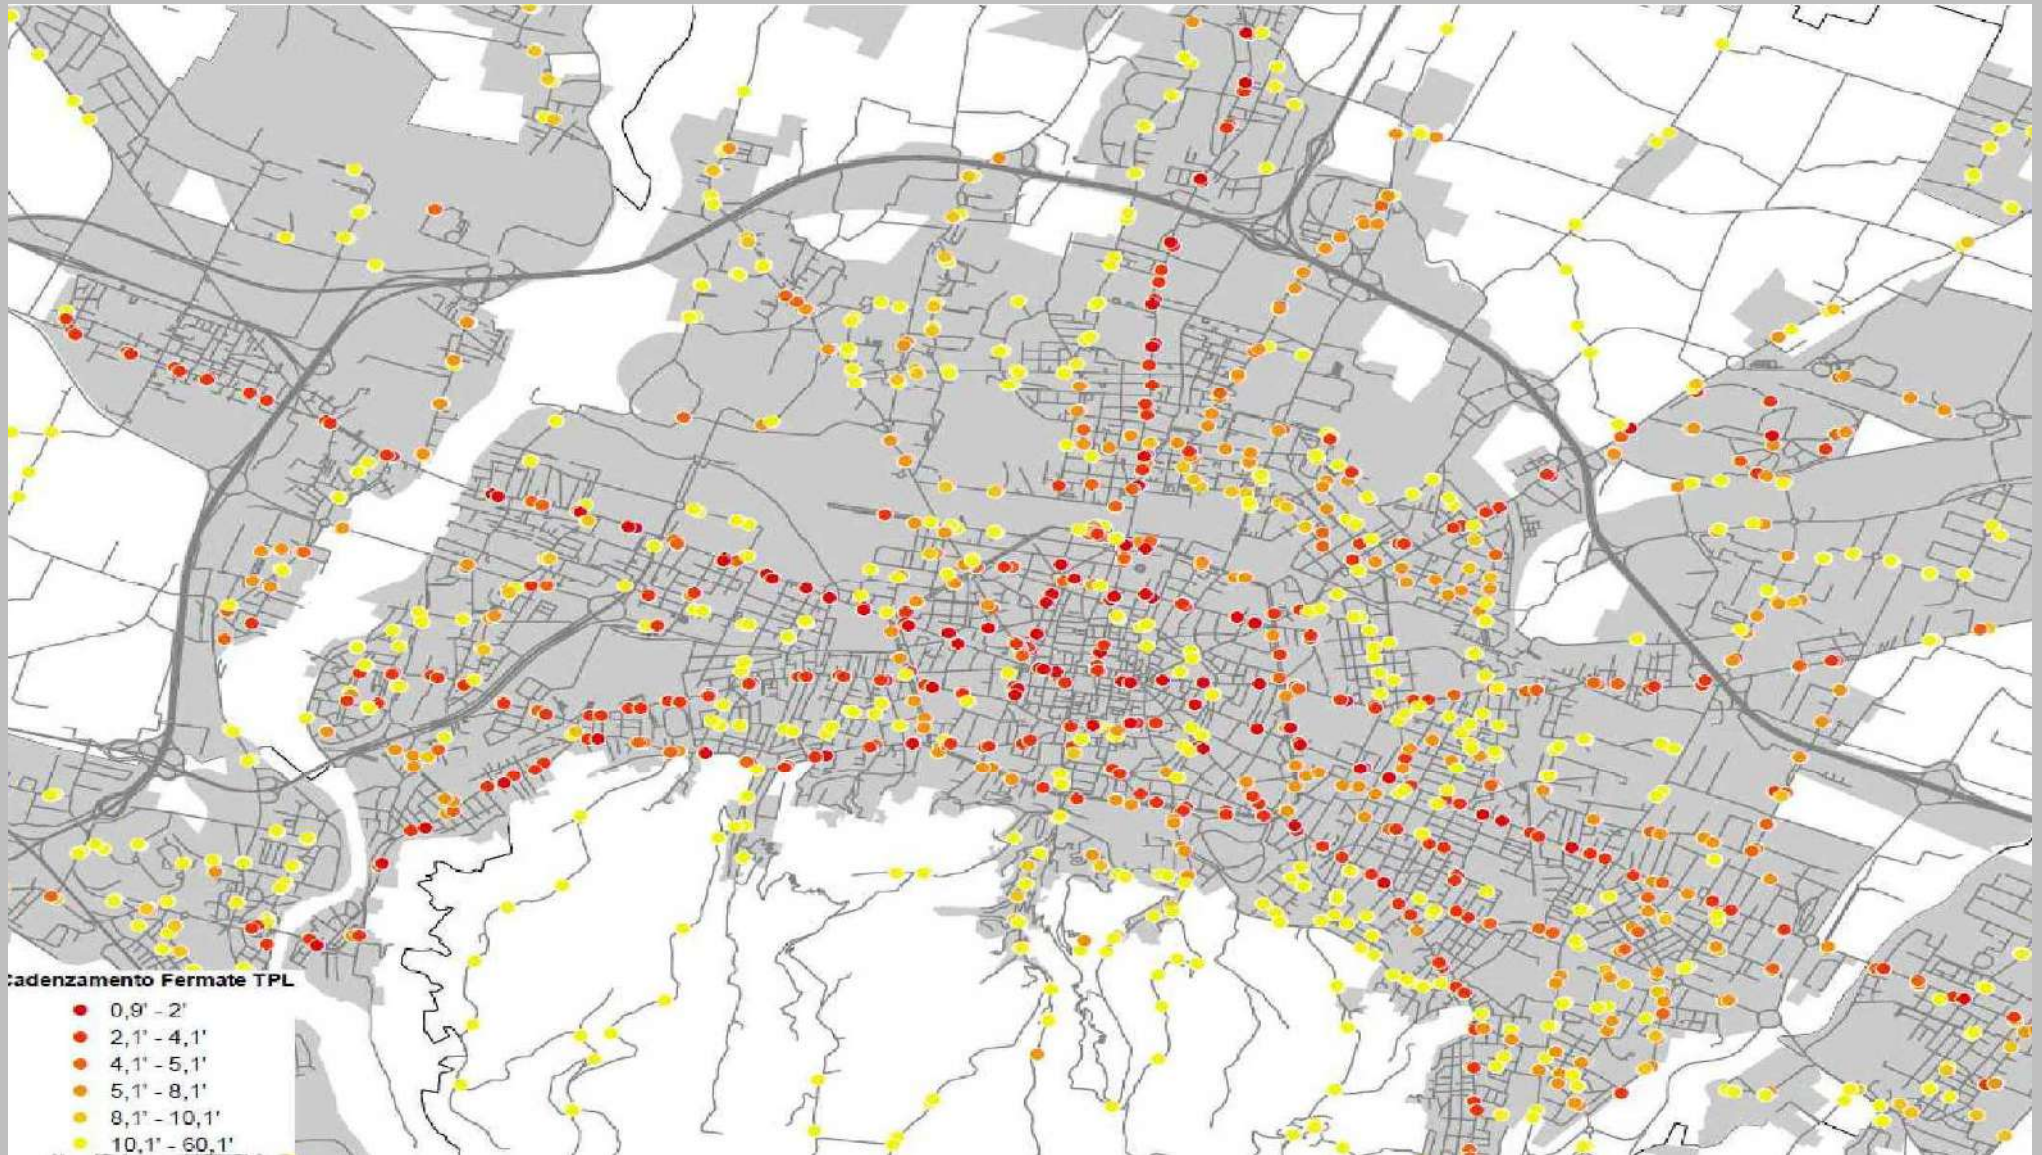 Cadenzamento Fermate TPL
0,9' - 2'
2,1' - 4,1'
4,1' - 5,1'
5,1' - 8,1'
8,1' - 10,1'
10,1' - 60,1'